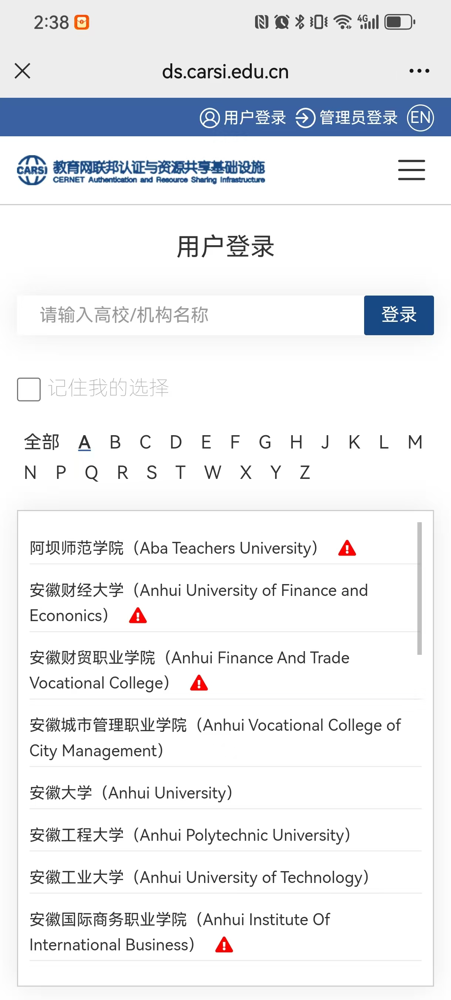 2:38
4G
ds.carsi.edu.cn
用户登录 管理员登录 EN
CARSI 教育网联邦认证与资源共享基础设施
CERNET Authentication and Resource Sharing Infrastructure
用户登录
请输入高校/机构名称 登录
记住我的选择
全部 A B C D E F G H J K L M
N P Q R S T W X Y Z
阿坝师范学院（Aba Teachers University）
安徽财经大学（Anhui University of Finance and
Econonics）
安徽财贸职业学院（Anhui Finance And Trade
Vocational College）
安徽城市管理职业学院（Anhui Vocational College of
City Management）
安徽大学（Anhui University）
安徽工程大学（Anhui Polytechnic University）
安徽工业大学（Anhui University of Technology）
安徽国际商务职业学院（Anhui Institute Of
International Business）